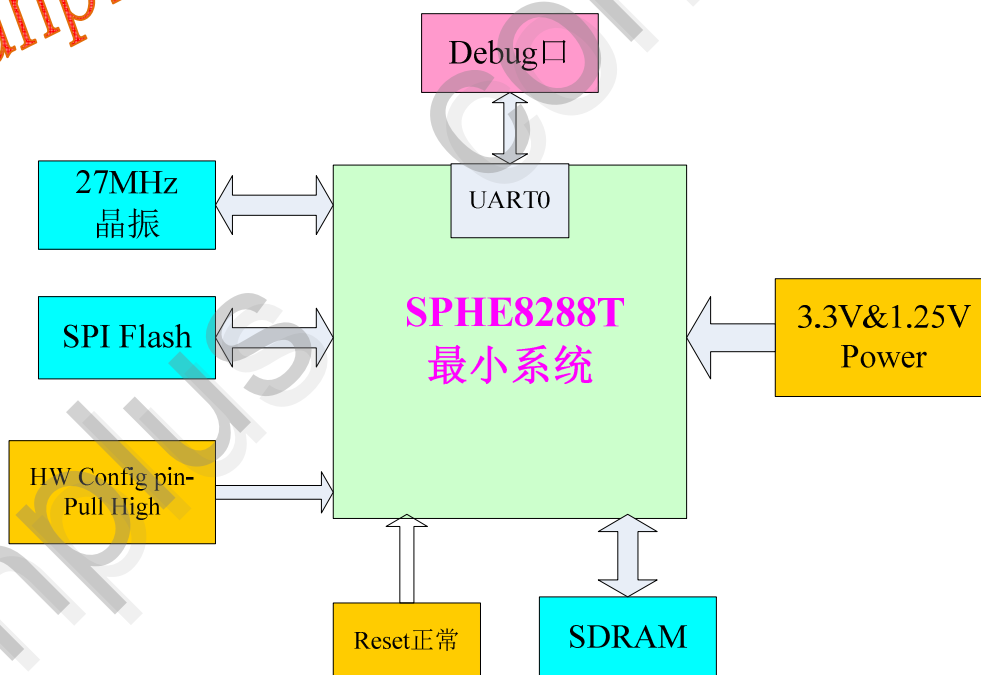 Debug口
27MHz
晶振
UART0
SPHE8288T
最小系统
SPI Flash
3.3V&1.25V
Power
HW Config pin-
Pull High
Reset正常
SDRAM